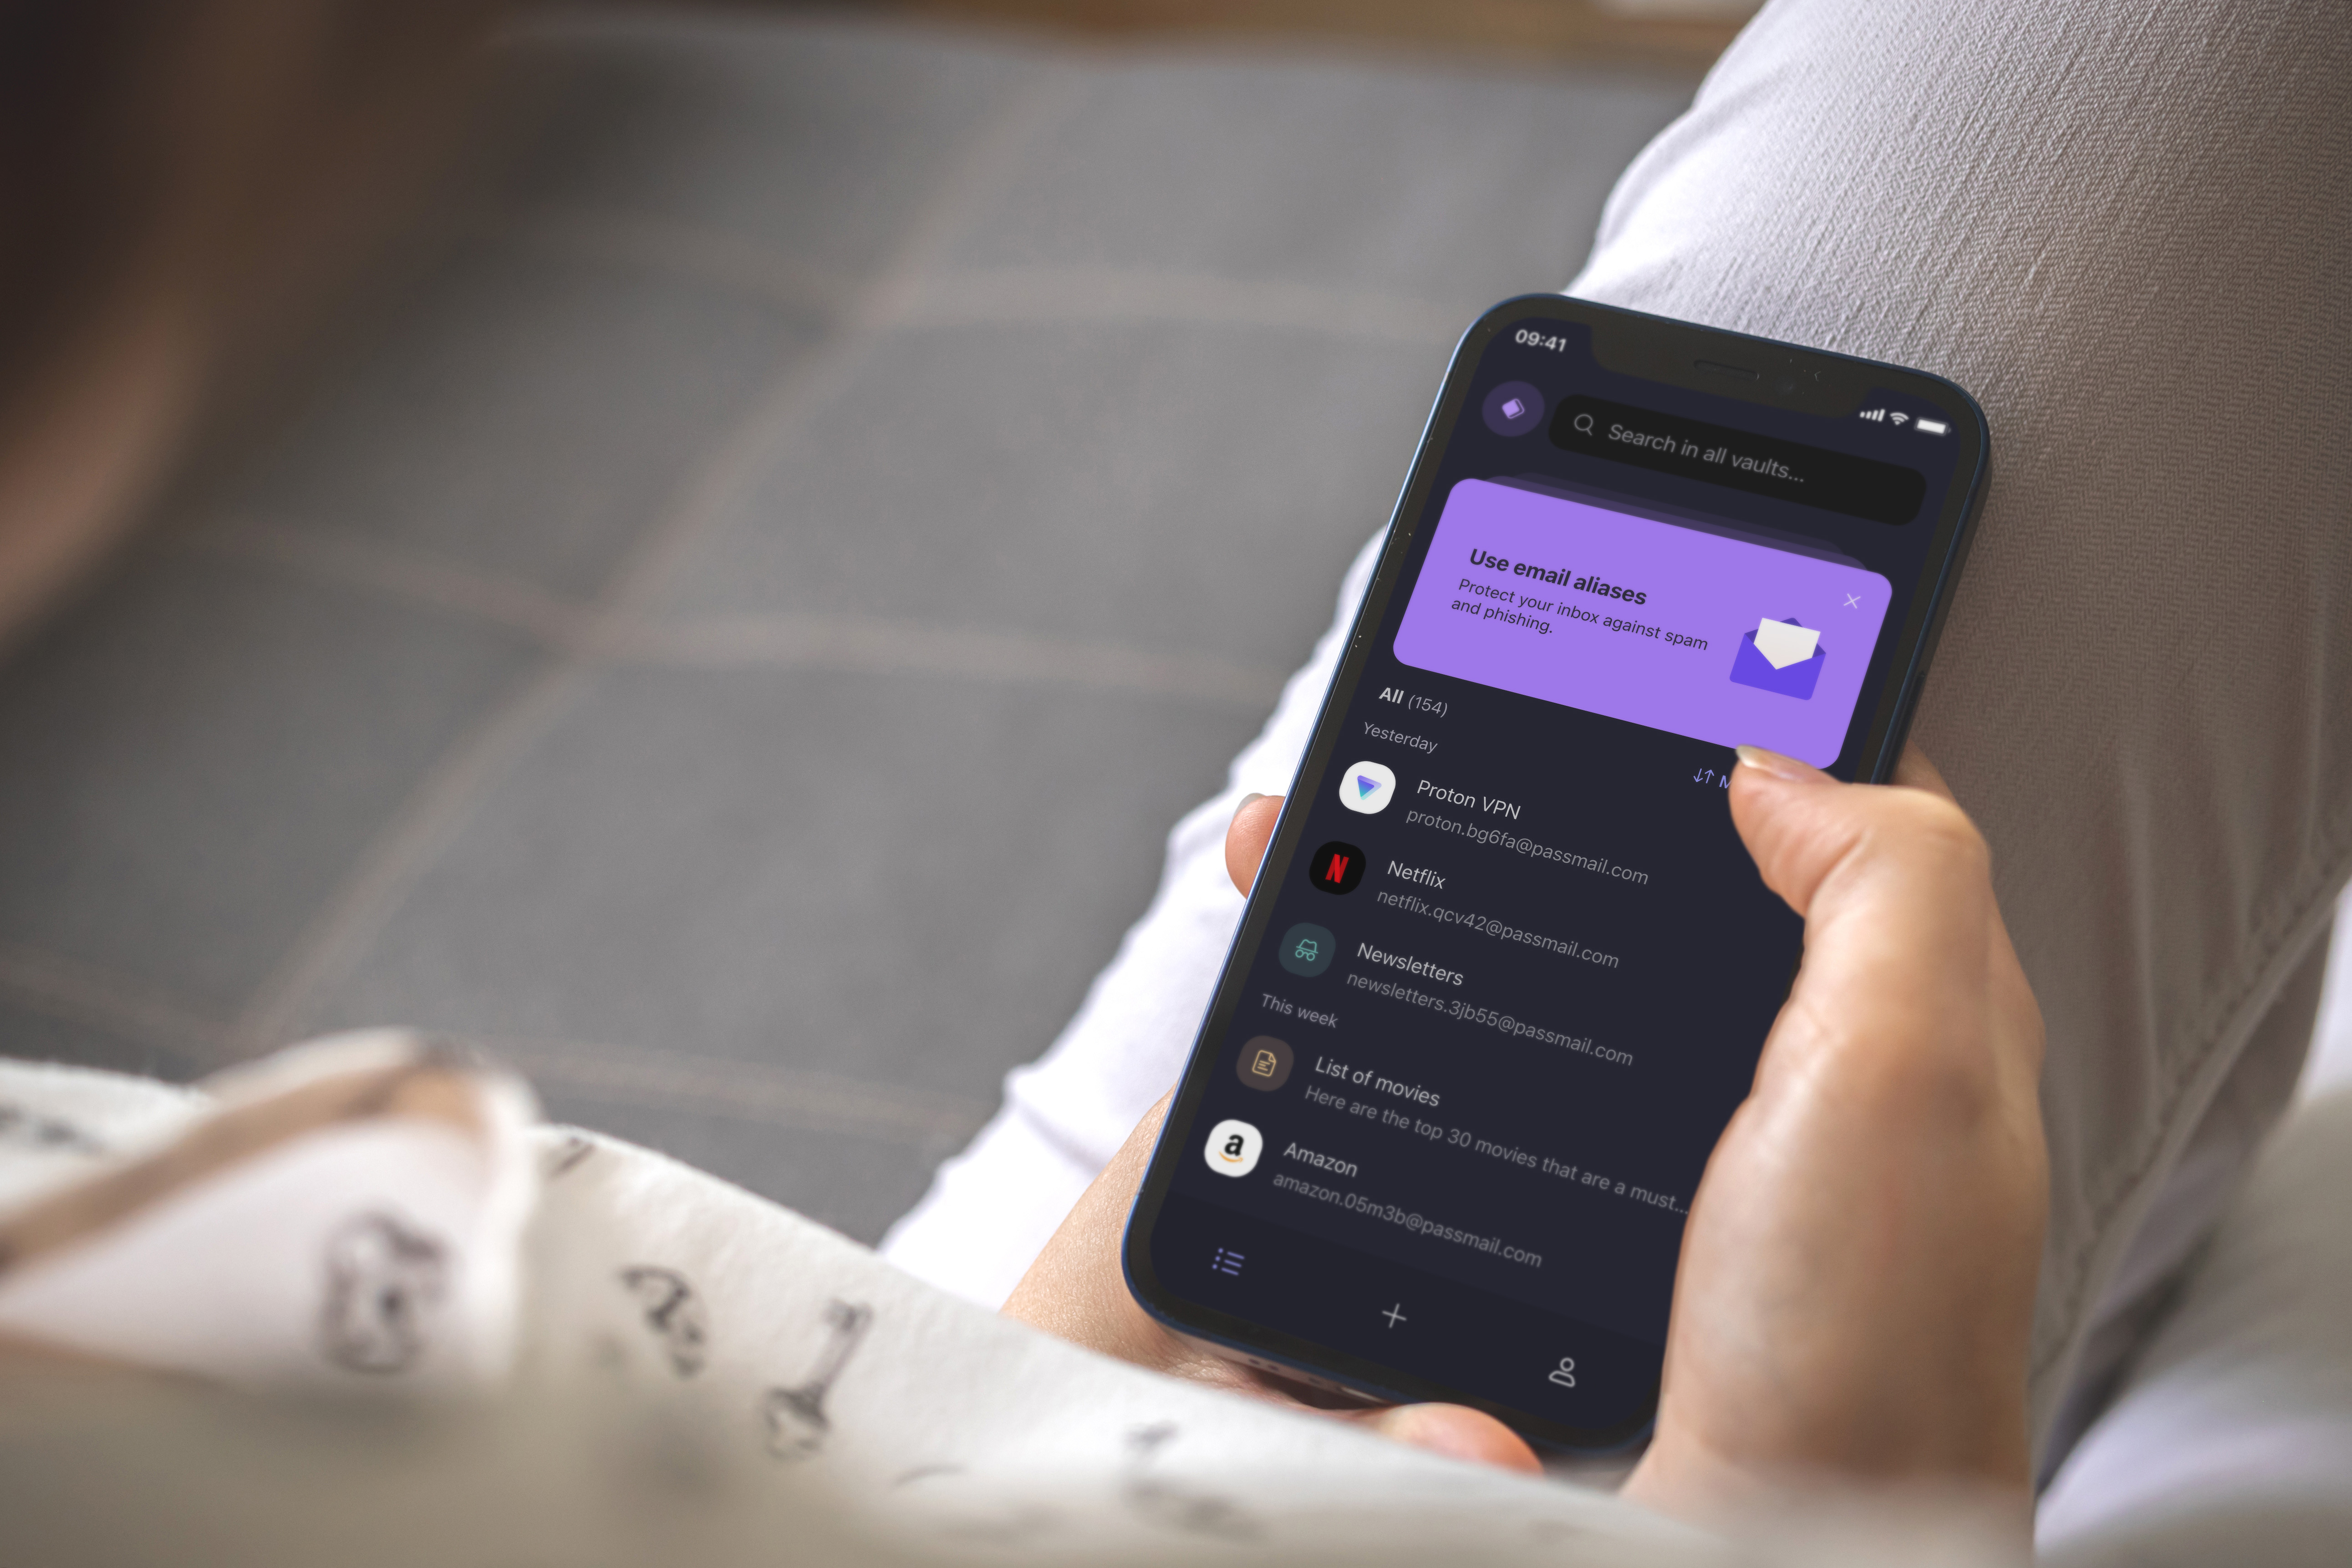 09:41
Search in all vaults...
Use email aliases
Protect your inbox against spam
and phishing.
All (154)
Yesterday
Proton VPN
proton.bg6fa@passmail.com
Netflix
netflix.qcv42@passmail.com
Newsletters
newsletters.3jb55@passmail.com
This week
List of movies
Here are the top 30 movies that are a must...
Amazon
amazon.05m3b@passmail.com